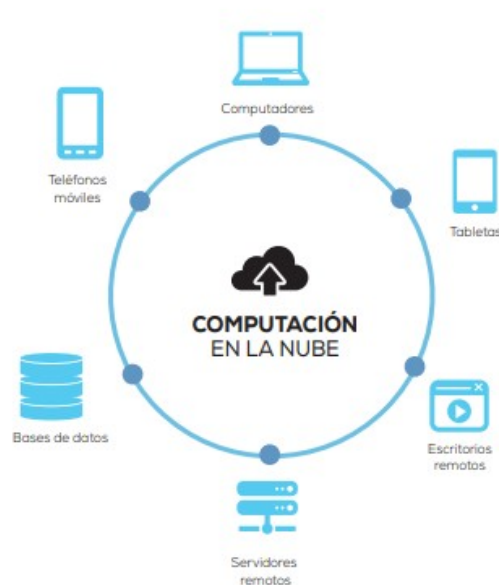 Computadores
Teléfonos
móviles
Tabletas
COMPUTACIÓN
EN LA NUBE
Bases de datos
Escritorios
remotos
Servidores
remotos